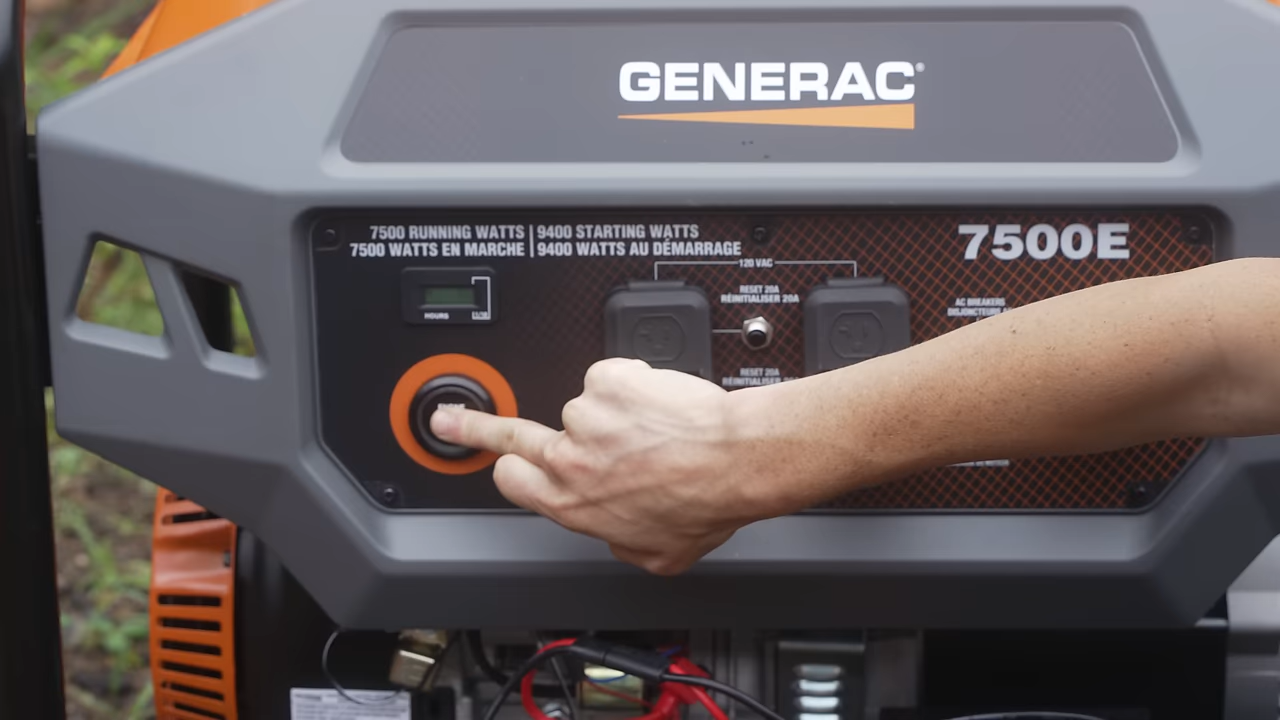 GENERAC®
7500 RUNNING WATTS | 9400 STARTING WATTS
7500 WATTS EN MARCHE | 9400 WATTS AU DÉMARRAGE
7500E
120 VAC
RESET 20A
RÉINITIALISER 20A
AC BREAKERS
HOURS
RESET 20A